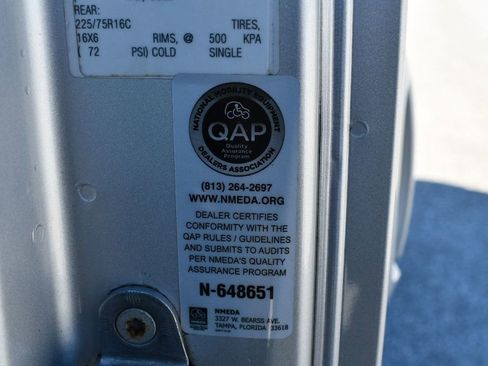 REAR:
225/75R16C TIRES,
16X6 RIMS, @ 500 KPA
( 72 PSI) COLD SINGLE
NATIONAL MOBILITY EQUIPMENT
QAP
Quality
Assurance
Program
DEALERS ASSOCIATION
(813) 264-2697
WWW.NMEDA.ORG
DEALER CERTIFIES
CONFORMITY WITH THE
QAP RULES / GUIDELINES
AND SUBMITS TO AUDITS
PER NMEDA'S QUALITY
ASSURANCE PROGRAM
N-648651
QAP
NMEDA
3327 W. BEARSS AVE.
TAMPA, FLORIDA 33618